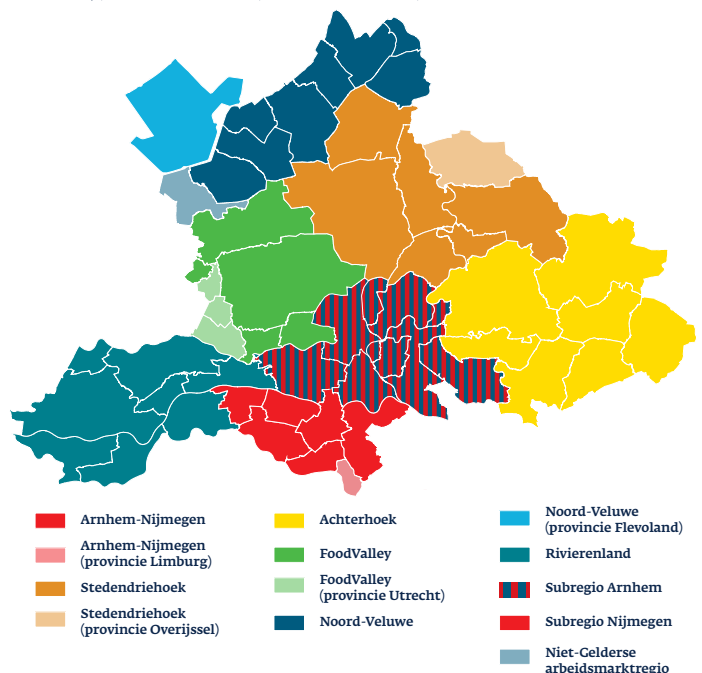 Arnhem-Nijmegen
Arnhem-Nijmegen
(provincie Limburg)
Stedendriehoek
Stedendriehoek
(provincie Overijssel)
Achterhoek
FoodValley
FoodValley
(provincie Utrecht)
Noord-Veluwe
Noord-Veluwe
(provincie Flevoland)
Rivierenland
Subregio Arnhem
Subregio Nijmegen
Niet-Gelderse
arbeidsmarktregio